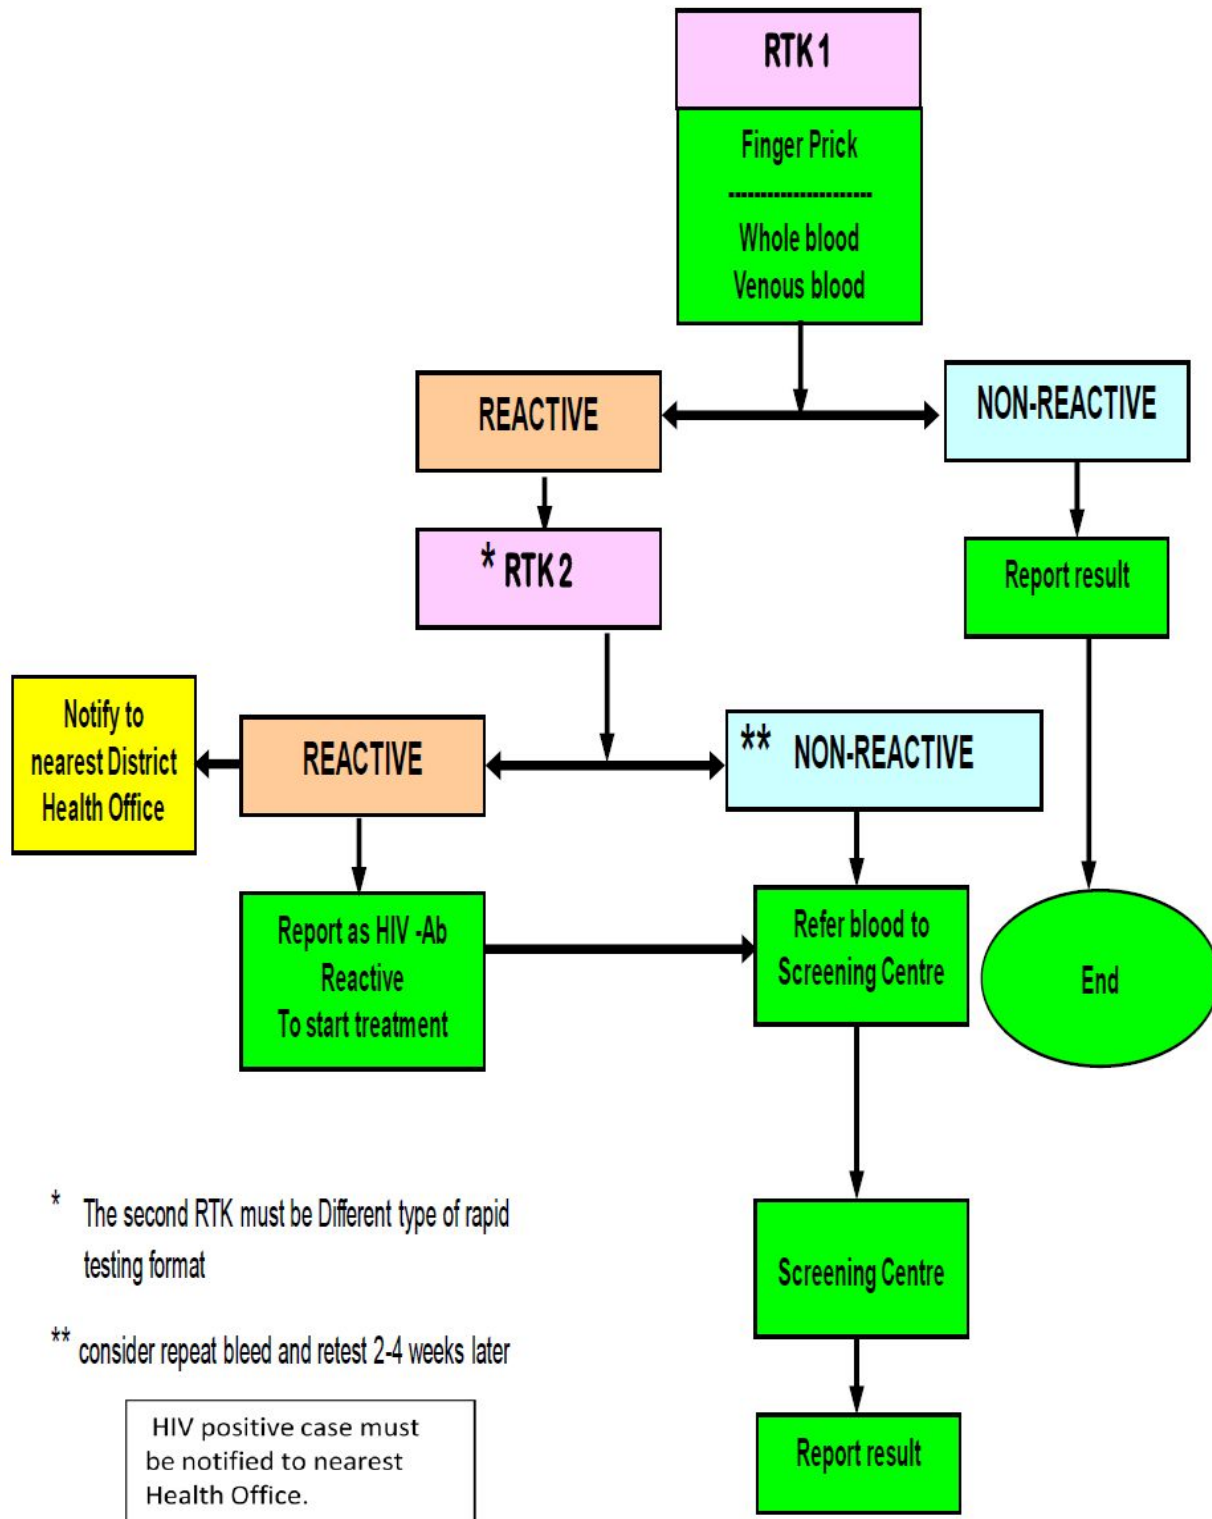 RTK 1
Finger Prick
----------------------
Whole blood
Venous blood
REACTIVE
NON-REACTIVE
* RTK 2
Report result
Notify to
nearest District
Health Office
REACTIVE
** NON-REACTIVE
Report as HIV -Ab
Reactive
To start treatment
Refer blood to
Screening Centre
End
* The second RTK must be Different type of rapid
testing format
Screening Centre
** consider repeat bleed and retest 2-4 weeks later
HIV positive case must
be notified to nearest
Health Office.
Report result